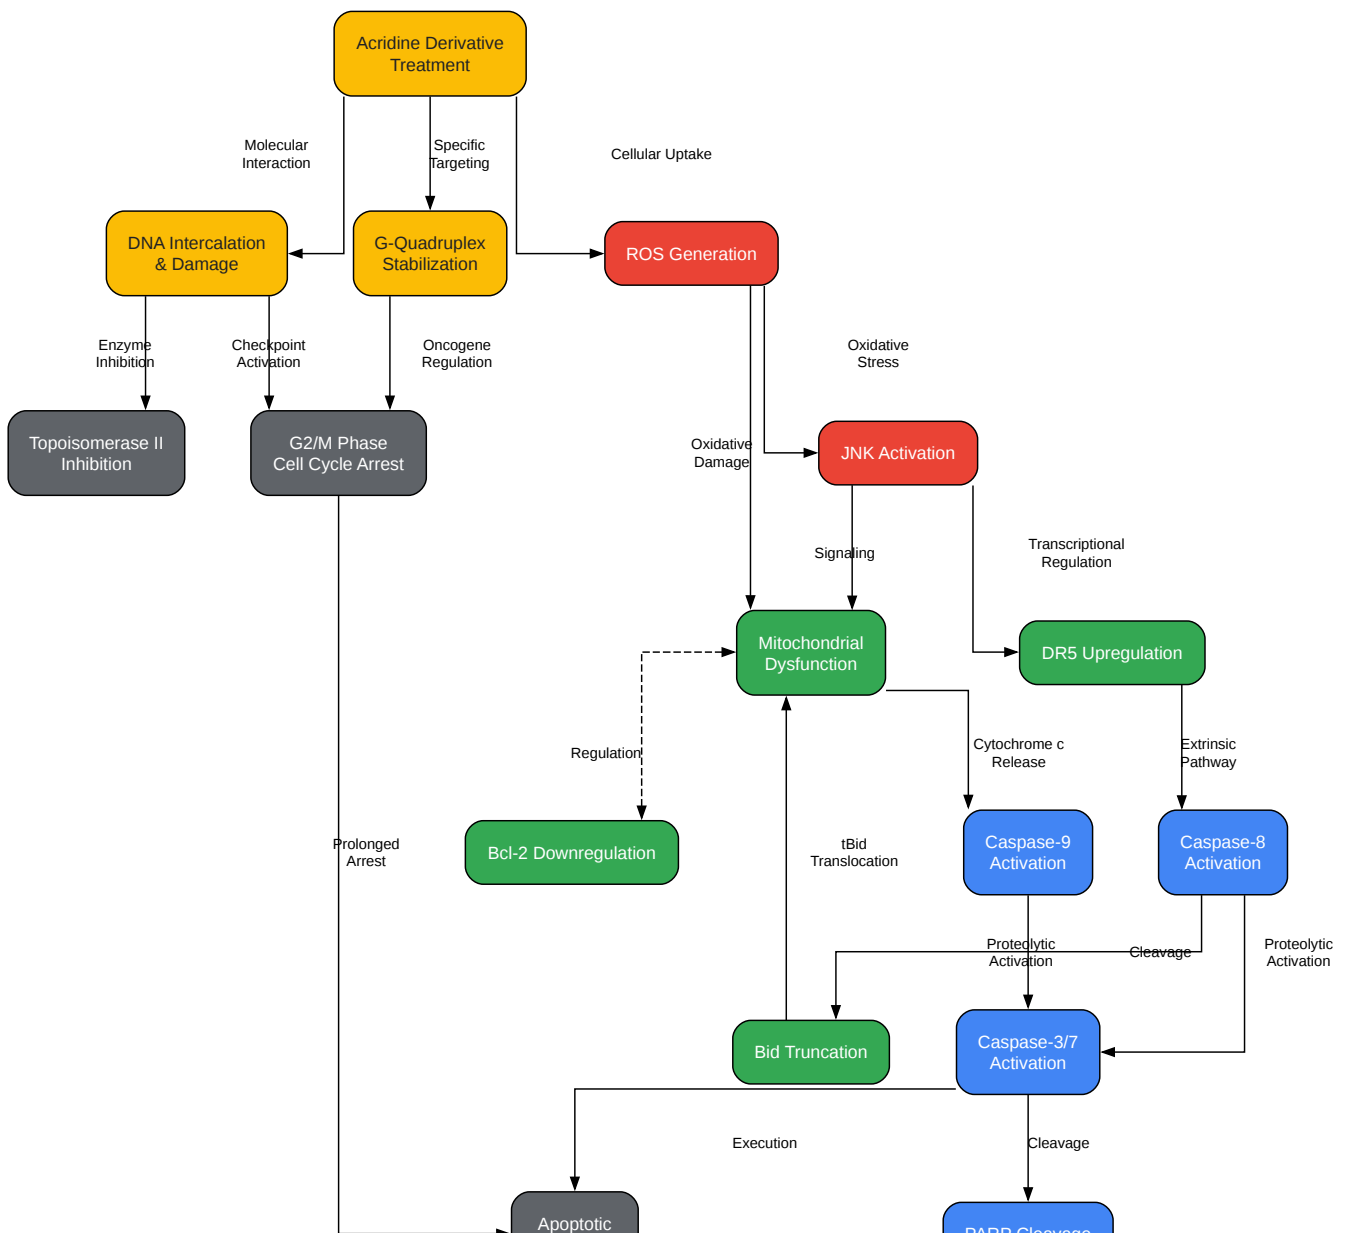 Acridine Derivative
Treatment
Molecular
Interaction
Specific
Targeting
Cellular Uptake
DNA Intercalation
& Damage
G-Quadruplex
Stabilization
ROS Generation
Enzyme
Inhibition
Checkpoint
Activation
Oncogene
Regulation
Oxidative
Stress
Topoisomerase II
Inhibition
G2/M Phase
Cell Cycle Arrest
Oxidative
Damage
JNK Activation
Signaling
Transcriptional
Regulation
Mitochondrial
Dysfunction
DR5 Upregulation
Regulation
Cytochrome c
Release
Extrinsic
Pathway
Prolonged
Arrest
Bcl-2 Downregulation
tBid
Translocation
Caspase-9
Activation
Caspase-8
Activation
Proteolytic
Activation
Cleavage
Proteolytic
Activation
Bid Truncation
Caspase-3/7
Activation
Execution
Cleavage
Apoptotic
PARP Cleavage